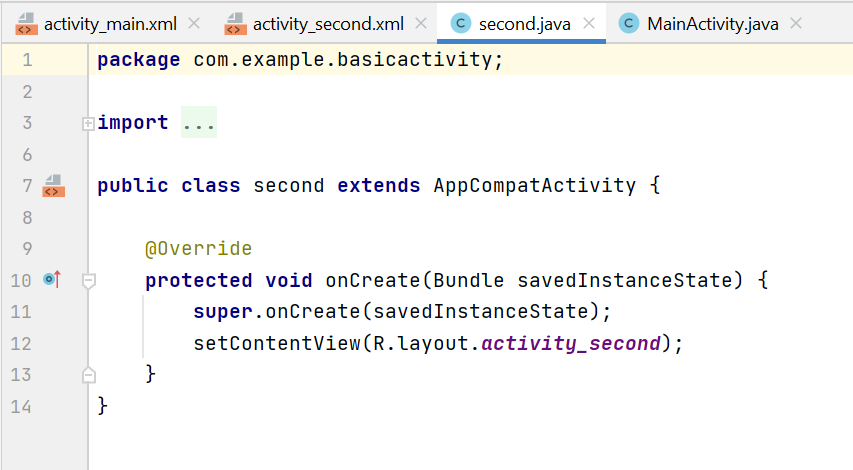 activity_main.xml activity_second.xml second.java MainActivity.java
1 package com.example.basicactivity;
2
3 import ...
6
7 public class second extends AppCompatActivity {
8
9 @Override
10 protected void onCreate(Bundle savedInstanceState) {
11 super.onCreate(savedInstanceState);
12 setContentView(R.layout.activity_second);
13 }
14 }